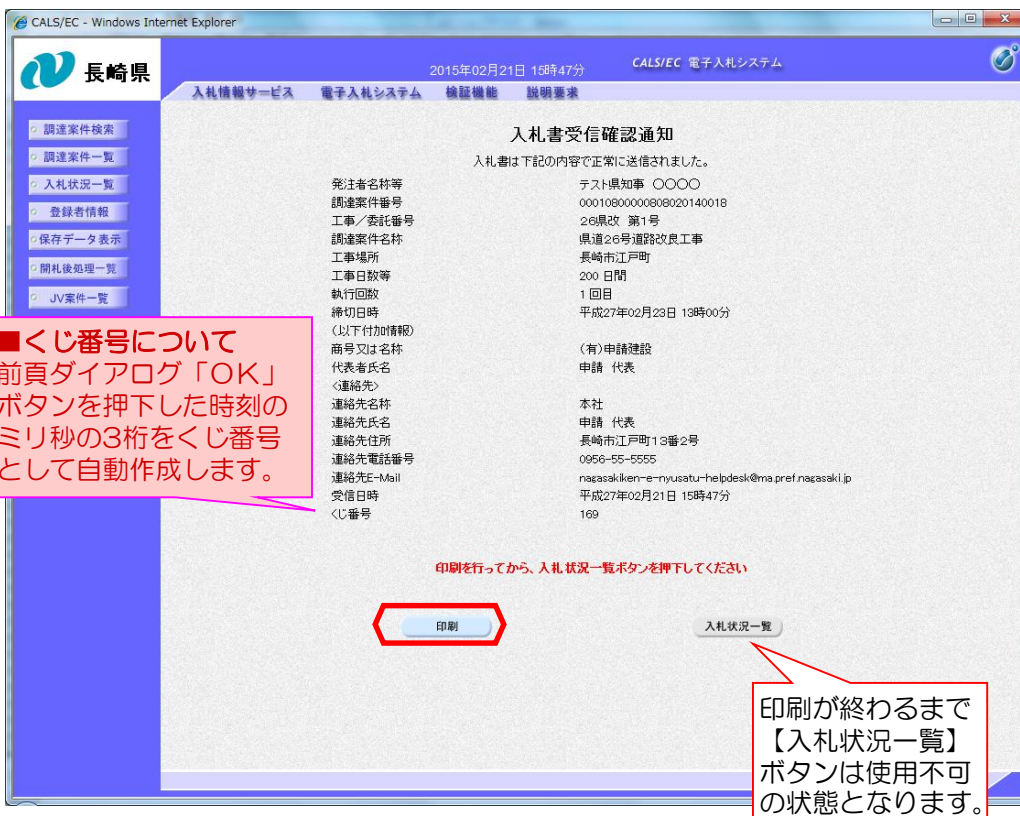 CALS/EC - Windows Internet Explorer
長崎県
2015年02月21日 15時47分
CALS/EC 電子入札システム
入札情報サービス 電子入札システム 検証機能 説明要求
調達案件検索
調達案件一覧
入札状況一覧
登録者情報
保存データ表示
開札後処理一覧
JV案件一覧
入札書受信確認通知
入札書は下記の内容で正常に送信されました。
発注者名称等 テスト県知事 〇〇〇〇
調達案件番号 00010800000808020140018
工事/委託番号 26県改 第1号
調達案件名称 県道26号道路改良工事
工事場所 長崎市江戸町
工事日数等 200 日間
執行回数 1 回目
締切日時 平成27年02月23日 13時00分
(以下付加情報)
商号又は名称 (有)申請建設
代表者氏名 申請 代表
<連絡先>
連絡先名称 本社
連絡先氏名 申請 代表
連絡先住所 長崎市江戸町13番2号
連絡先電話番号 0956-55-5555
連絡先E-Mail nagasakiken-e-nyusatu-helpdesk@ma.pref.nagasaki.jp
受信日時 平成27年02月21日 15時47分
くじ番号 169
■くじ番号について
前頁ダイアログ「OK」
ボタンを押下した時刻の
ミリ秒の3桁をくじ番号
として自動作成します。
印刷を行ってから、入札状況一覧ボタンを押下してください
印刷
入札状況一覧
印刷が終わるまで
【入札状況一覧】
ボタンは使用不可
の状態となります。